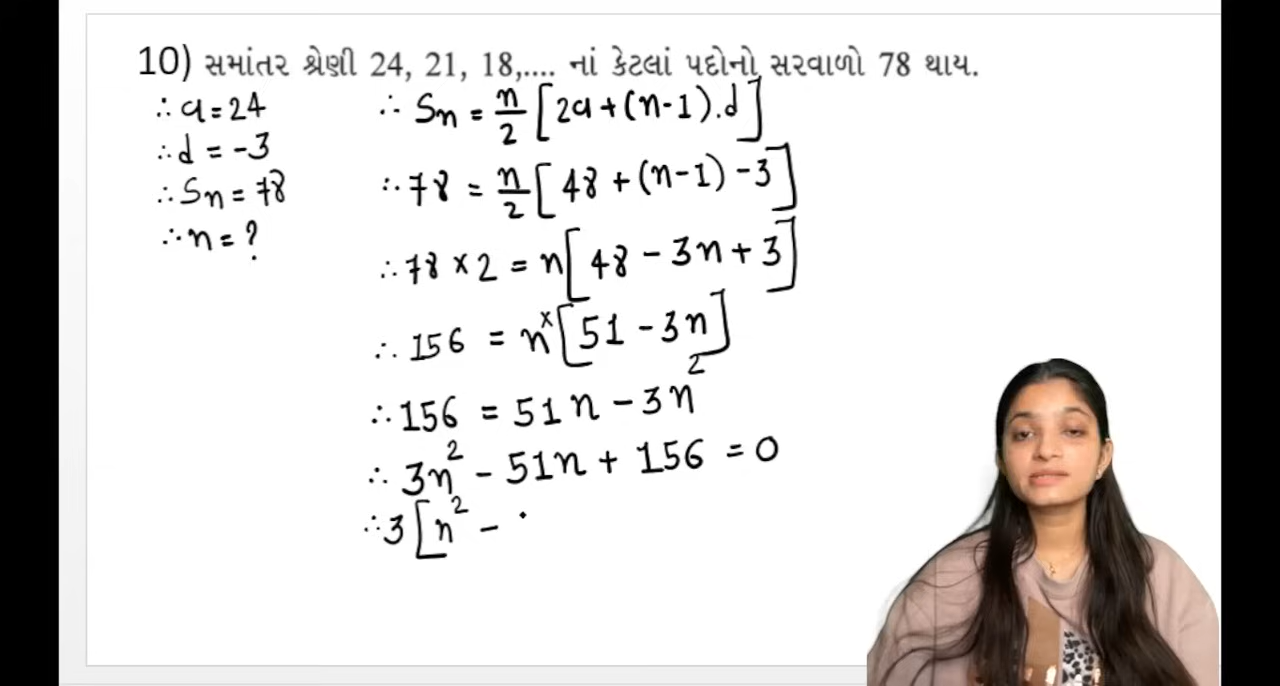 10) સમાંતર શ્રેણી 24, 21, 18,.... નાં કેટલાં પદોનો સરવાળો 78 થાય.
∴ a = 24
∴ d = -3
∴ Sn = 78
∴ n = ?
∴ Sn = n/2 [2a + (n-1).d]
∴ 78 = n/2 [48 + (n-1) -3]
∴ 78 × 2 = n[48 - 3n + 3]
∴ 156 = n^x [51 - 3n]
∴ 156 = 51n - 3n²
∴ 3n² - 51n + 156 = 0
∴ 3[n² -